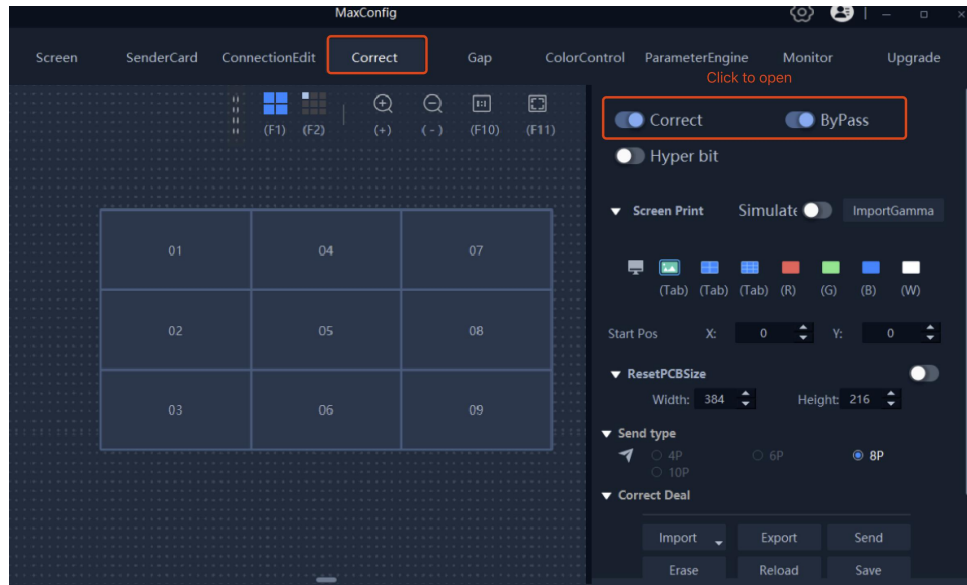 MaxConfig
Screen SenderCard ConnectionEdit Correct Gap ColorControl ParameterEngine Monitor Upgrade
Click to open
(F1) (F2) (+) (-) (F10) (F11)
Correct ByPass
Hyper bit
Screen Print Simulate ImportGamma
(Tab) (Tab) (Tab) (R) (G) (B) (W)
Start Pos X: 0 Y: 0
ResetPCBSize
Width: 384 Height: 216
Send type
4P 6P 8P
10P
Correct Deal
Import Export Send
Erase Reload Save
01 04 07
02 05 08
03 06 09